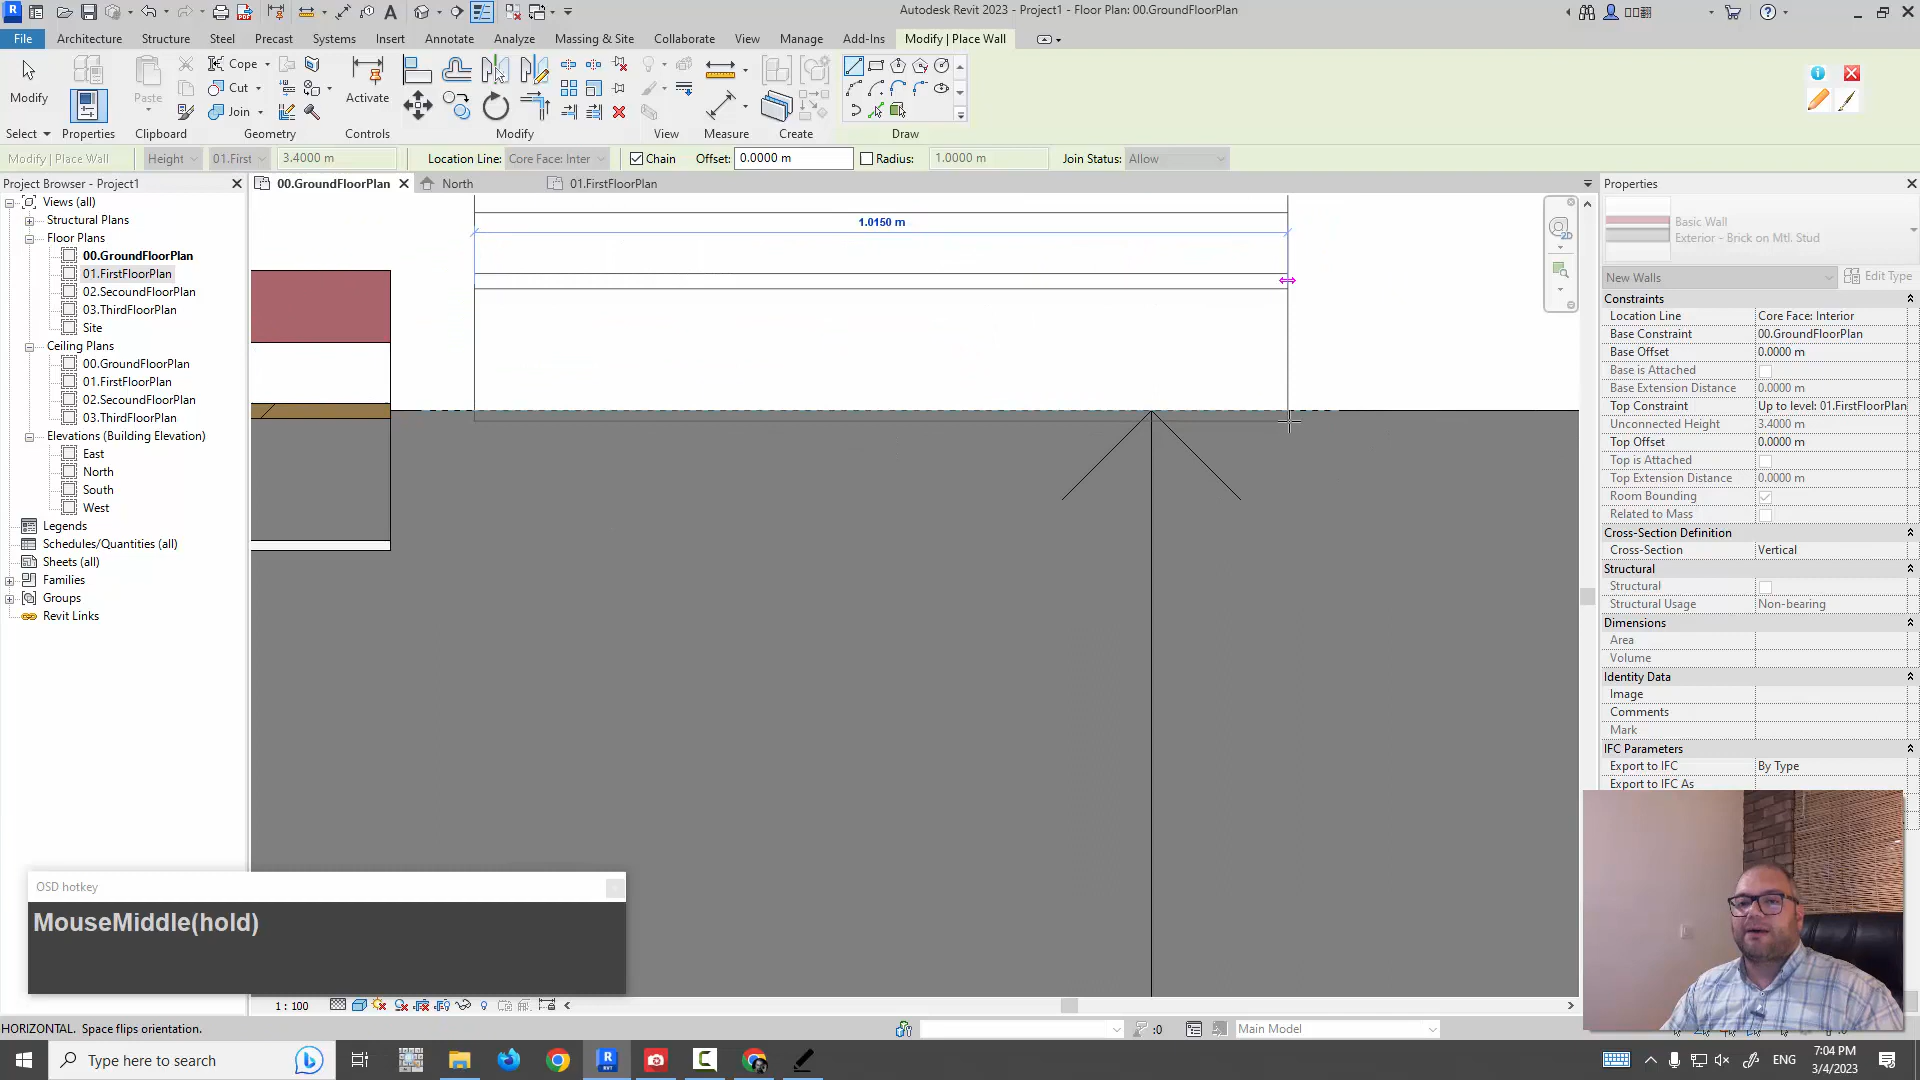 Autodesk Revit 2023 - Project1 - Floor Plan: 00.GroundFloorPlan
File Architecture Structure Steel Precast Systems Insert Annotate Analyze Massing & Site Collaborate View Manage Add-Ins Modify | Place Wall
Modify
Paste
Cope
Cut
Join
Activate
Select Properties Clipboard Geometry Controls Modify View Measure Create Draw
Modify | Place Wall Height 01.First 3.4000 m Location Line: Core Face: Inter Chain Offset: 0.0000 m Radius: 1.0000 m Join Status: Allow
Project Browser - Project1
00.GroundFloorPlan North 01.FirstFloorPlan
Views (all)
Structural Plans
Floor Plans
00.GroundFloorPlan
01.FirstFloorPlan
02.SecoundFloorPlan
03.ThirdFloorPlan
Site
Ceiling Plans
00.GroundFloorPlan
01.FirstFloorPlan
02.SecoundFloorPlan
03.ThirdFloorPlan
Elevations (Building Elevation)
East
North
South
West
Legends
Schedules/Quantities (all)
Sheets (all)
Families
Groups
Revit Links
1.0150 m
2D
Properties
Basic Wall
Exterior - Brick on Mtl. Stud
New Walls Edit Type
Constraints
Location Line Core Face: Interior
Base Constraint 00.GroundFloorPlan
Base Offset 0.0000 m
Base is Attached
Base Extension Distance 0.0000 m
Top Constraint Up to level: 01.FirstFloorPlan
Unconnected Height 3.4000 m
Top Offset 0.0000 m
Top is Attached
Top Extension Distance 0.0000 m
Room Bounding
Related to Mass
Cross-Section Definition
Cross-Section Vertical
Structural
Structural
Structural Usage Non-bearing
Dimensions
Area
Volume
Identity Data
Image
Comments
Mark
IFC Parameters
Export to IFC By Type
Export to IFC As
OSD hotkey
MouseMiddle(hold)
1 : 100
HORIZONTAL. Space flips orientation.
:0 Main Model
Type here to search
ENG
7:04 PM
3/4/2023